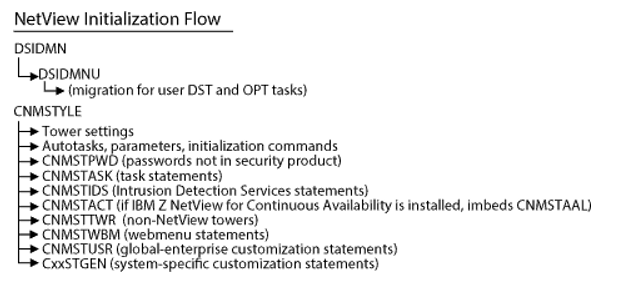 NetView Initialization Flow
DSIDMN
DSIDMNU
(migration for user DST and OPT tasks)
CNMSTYLE
Tower settings
Autotasks, parameters, initialization commands
CNMSTPWD (passwords not in security product)
CNMSTASK (task statements)
CNMSTIDS (Intrusion Detection Services statements)
CNMSTACT (if IBM Z NetView for Continuous Availability is installed, imbeds CNMSTAAL)
CNMSTTWR (non-NetView towers)
CNMSTWBM (webmenu statements)
CNMSTUSR (global-enterprise customization statements)
CxxSTGEN (system-specific customization statements)